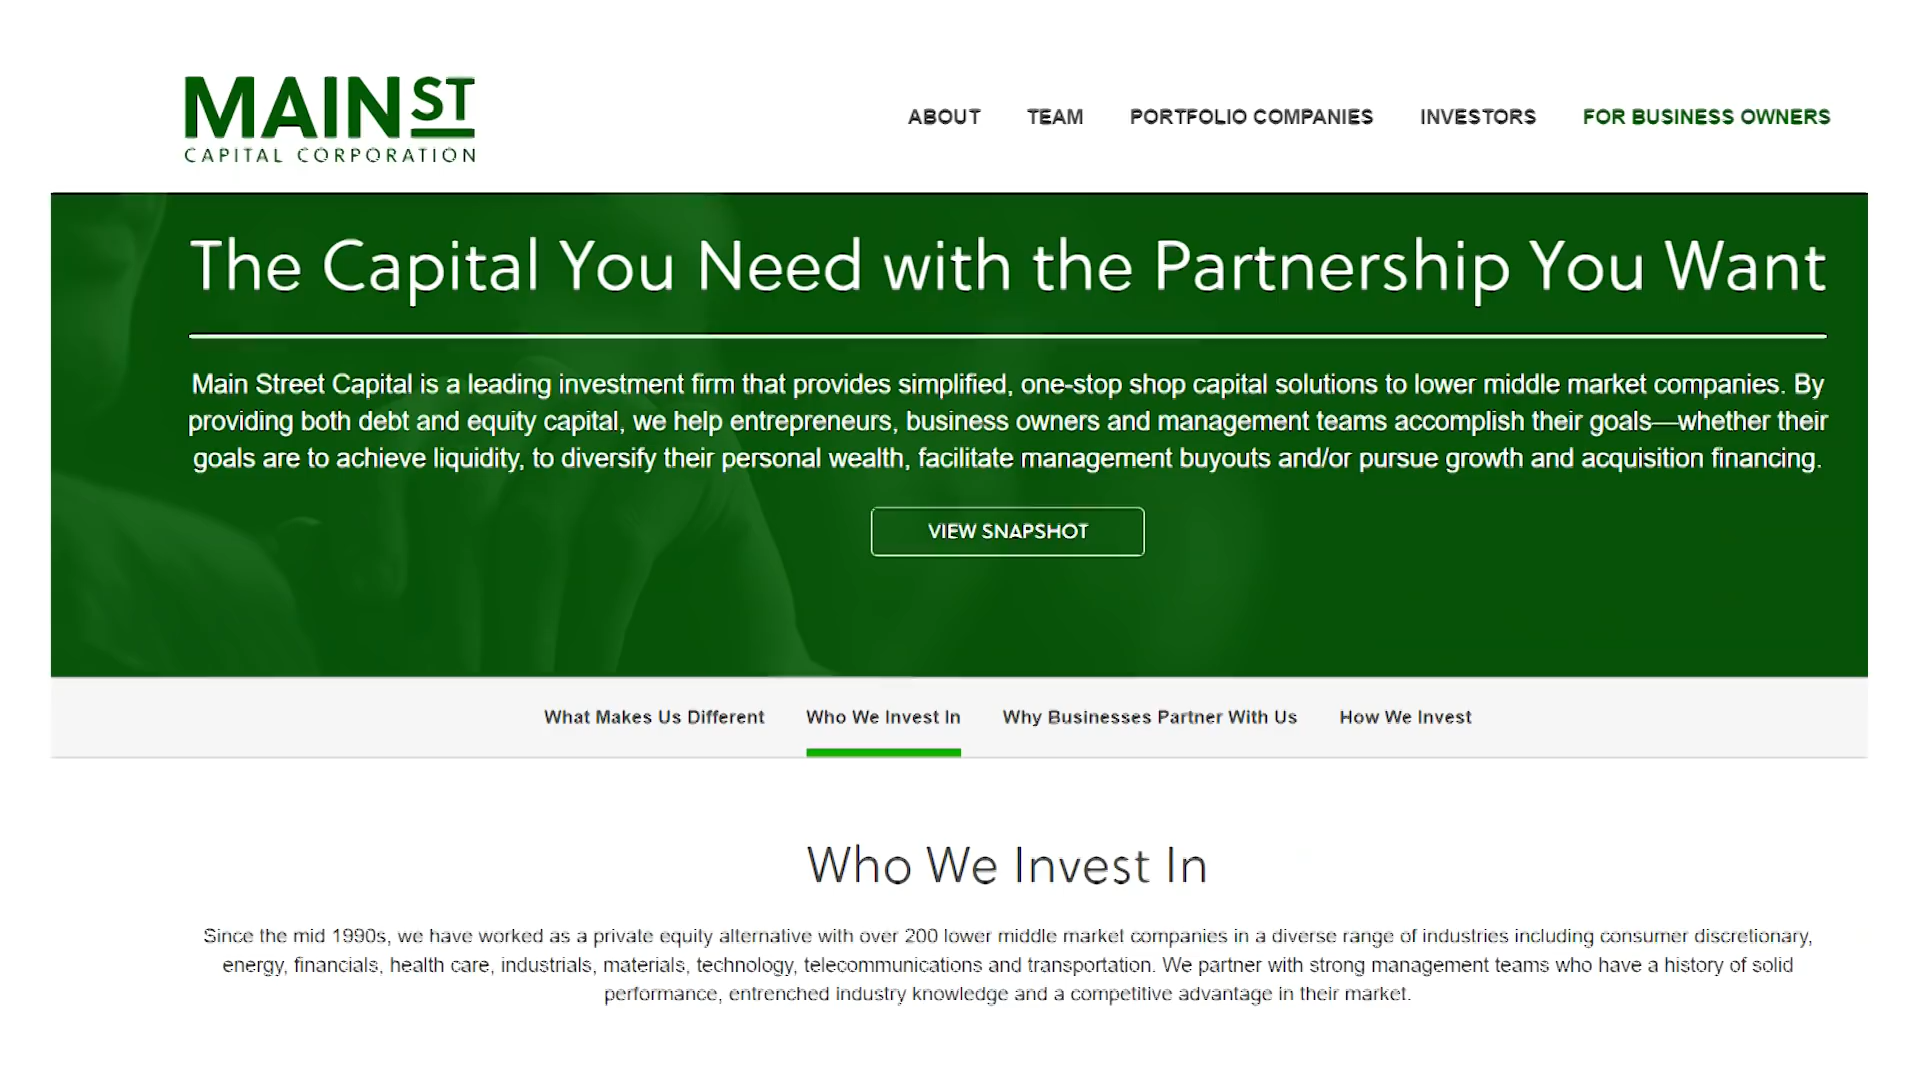 MAIN ST
CAPITAL CORPORATION
ABOUT TEAM PORTFOLIO COMPANIES INVESTORS FOR BUSINESS OWNERS
The Capital You Need with the Partnership You Want
Main Street Capital is a leading investment firm that provides simplified, one-stop shop capital solutions to lower middle market companies. By
providing both debt and equity capital, we help entrepreneurs, business owners and management teams accomplish their goals—whether their
goals are to achieve liquidity, to diversify their personal wealth, facilitate management buyouts and/or pursue growth and acquisition financing.
VIEW SNAPSHOT
What Makes Us Different Who We Invest In Why Businesses Partner With Us How We Invest
Who We Invest In
Since the mid 1990s, we have worked as a private equity alternative with over 200 lower middle market companies in a diverse range of industries including consumer discretionary,
energy, financials, health care, industrials, materials, technology, telecommunications and transportation. We partner with strong management teams who have a history of solid
performance, entrenched industry knowledge and a competitive advantage in their market.